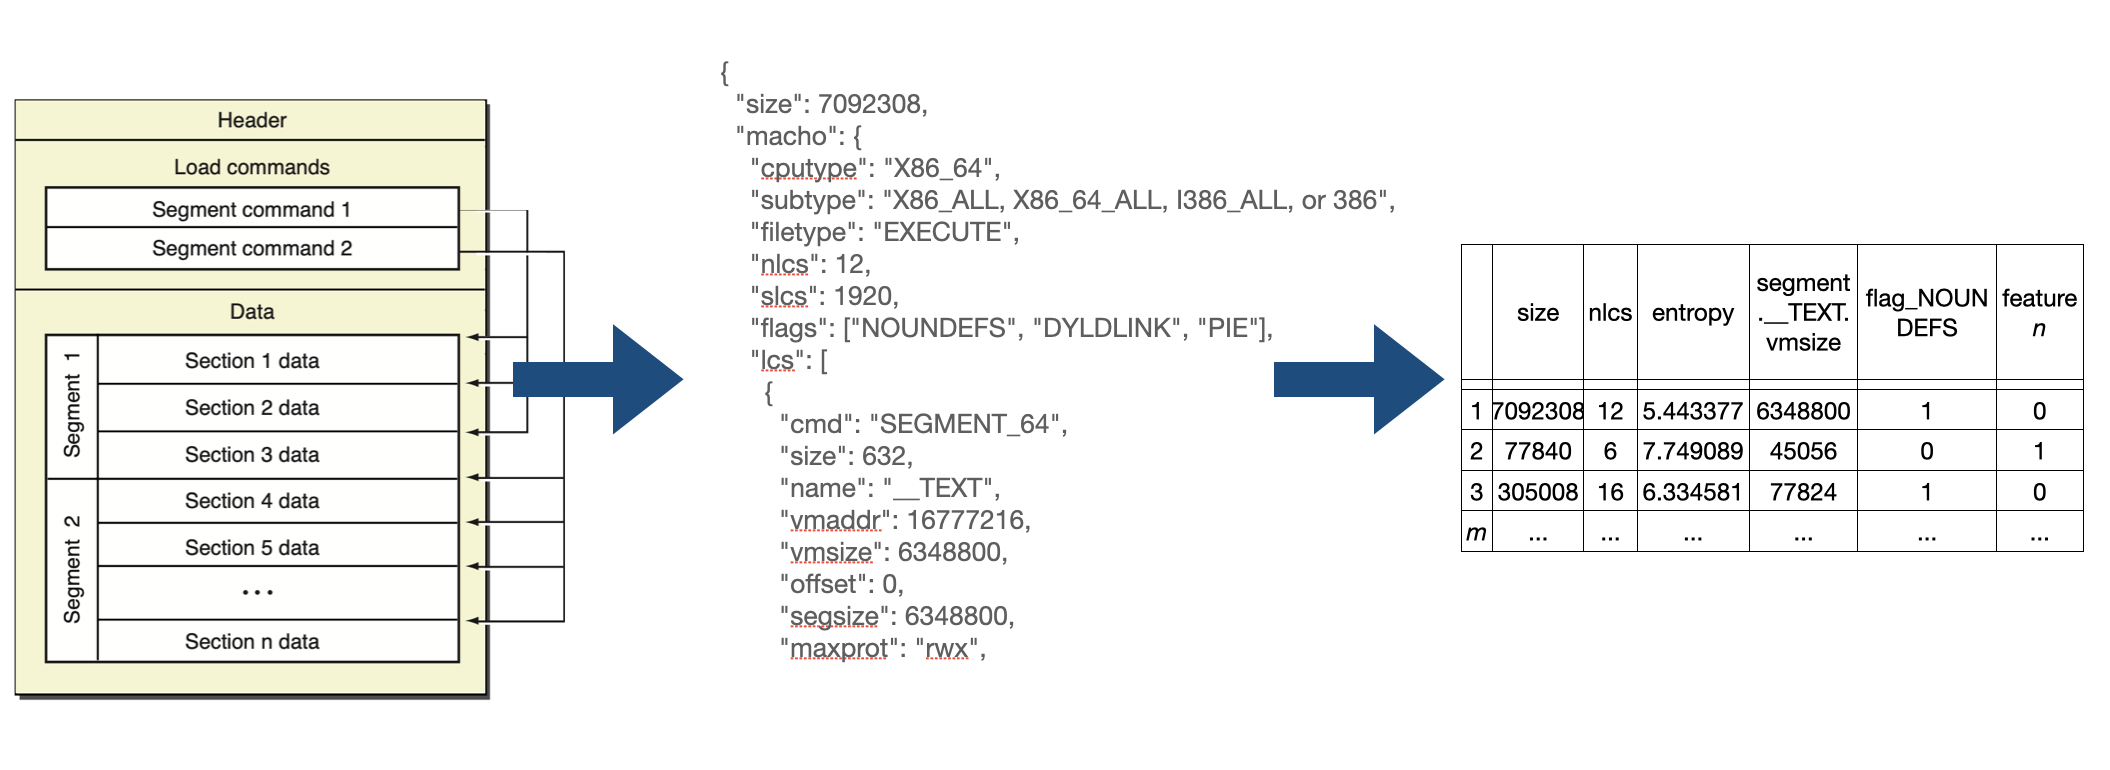 Header
Load commands
Segment command 1
Segment command 2
Data
Segment 1
Section 1 data
Section 2 data
Section 3 data
Segment 2
Section 4 data
Section 5 data
...
Section n data
{
"size": 7092308,
"macho": {
"cputype": "X86_64",
"subtype": "X86_ALL, X86_64_ALL, I386_ALL, or 386",
"filetype": "EXECUTE",
"nlcs": 12,
"slcs": 1920,
"flags": ["NOUNDEFS", "DYLDLINK", "PIE"],
"lcs": [
{
"cmd": "SEGMENT_64",
"size": 632,
"name": "__TEXT",
"vmaddr": 16777216,
"vmsize": 6348800,
"offset": 0,
"segsize": 6348800,
"maxprot": "rwx",
size nlcs entropy segment.__TEXT.vmsize flag_NOUNDEFS feature n
1 7092308 12 5.443377 6348800 1 0
2 77840 6 7.749089 45056 0 1
3 305008 16 6.334581 77824 1 0
m ... ... ... ... ... ...